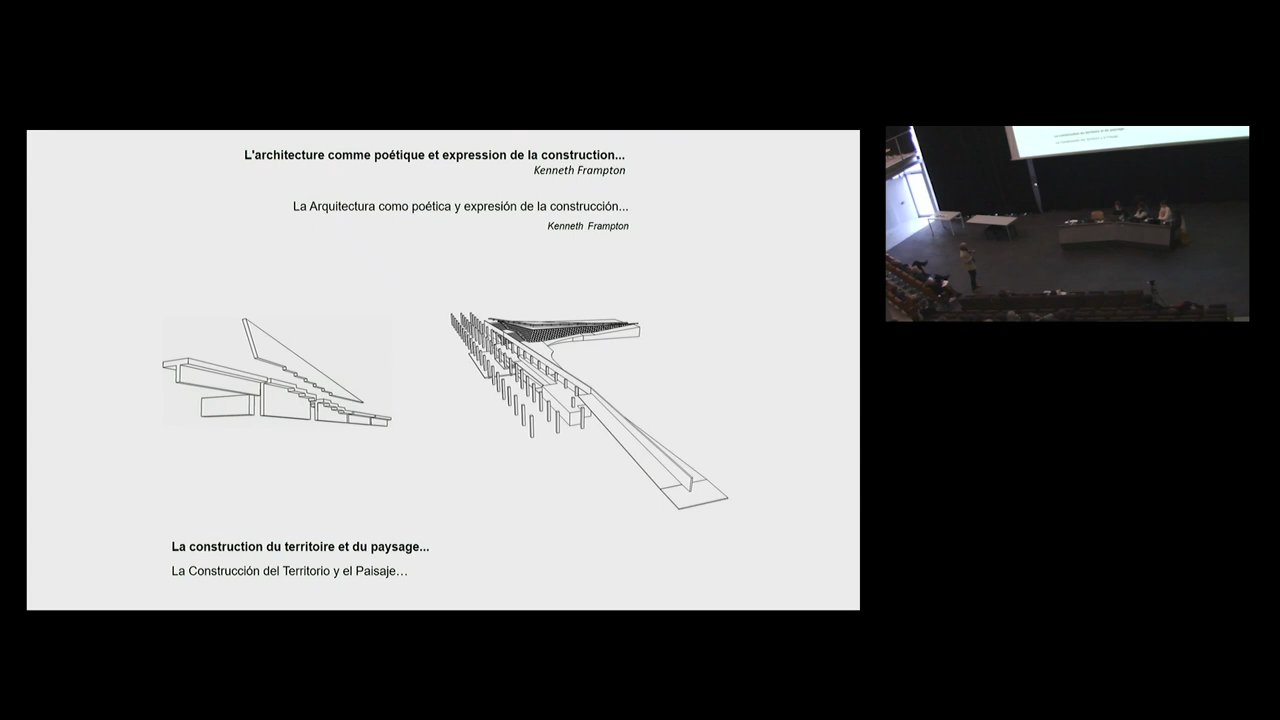 L'architecture comme poétique et expression de la construction...
Kenneth Frampton
La Arquitectura como poética y expresión de la construcción...
Kenneth Frampton
La construction du territoire et du paysage...
La Construcción del Territorio y el Paisaje…